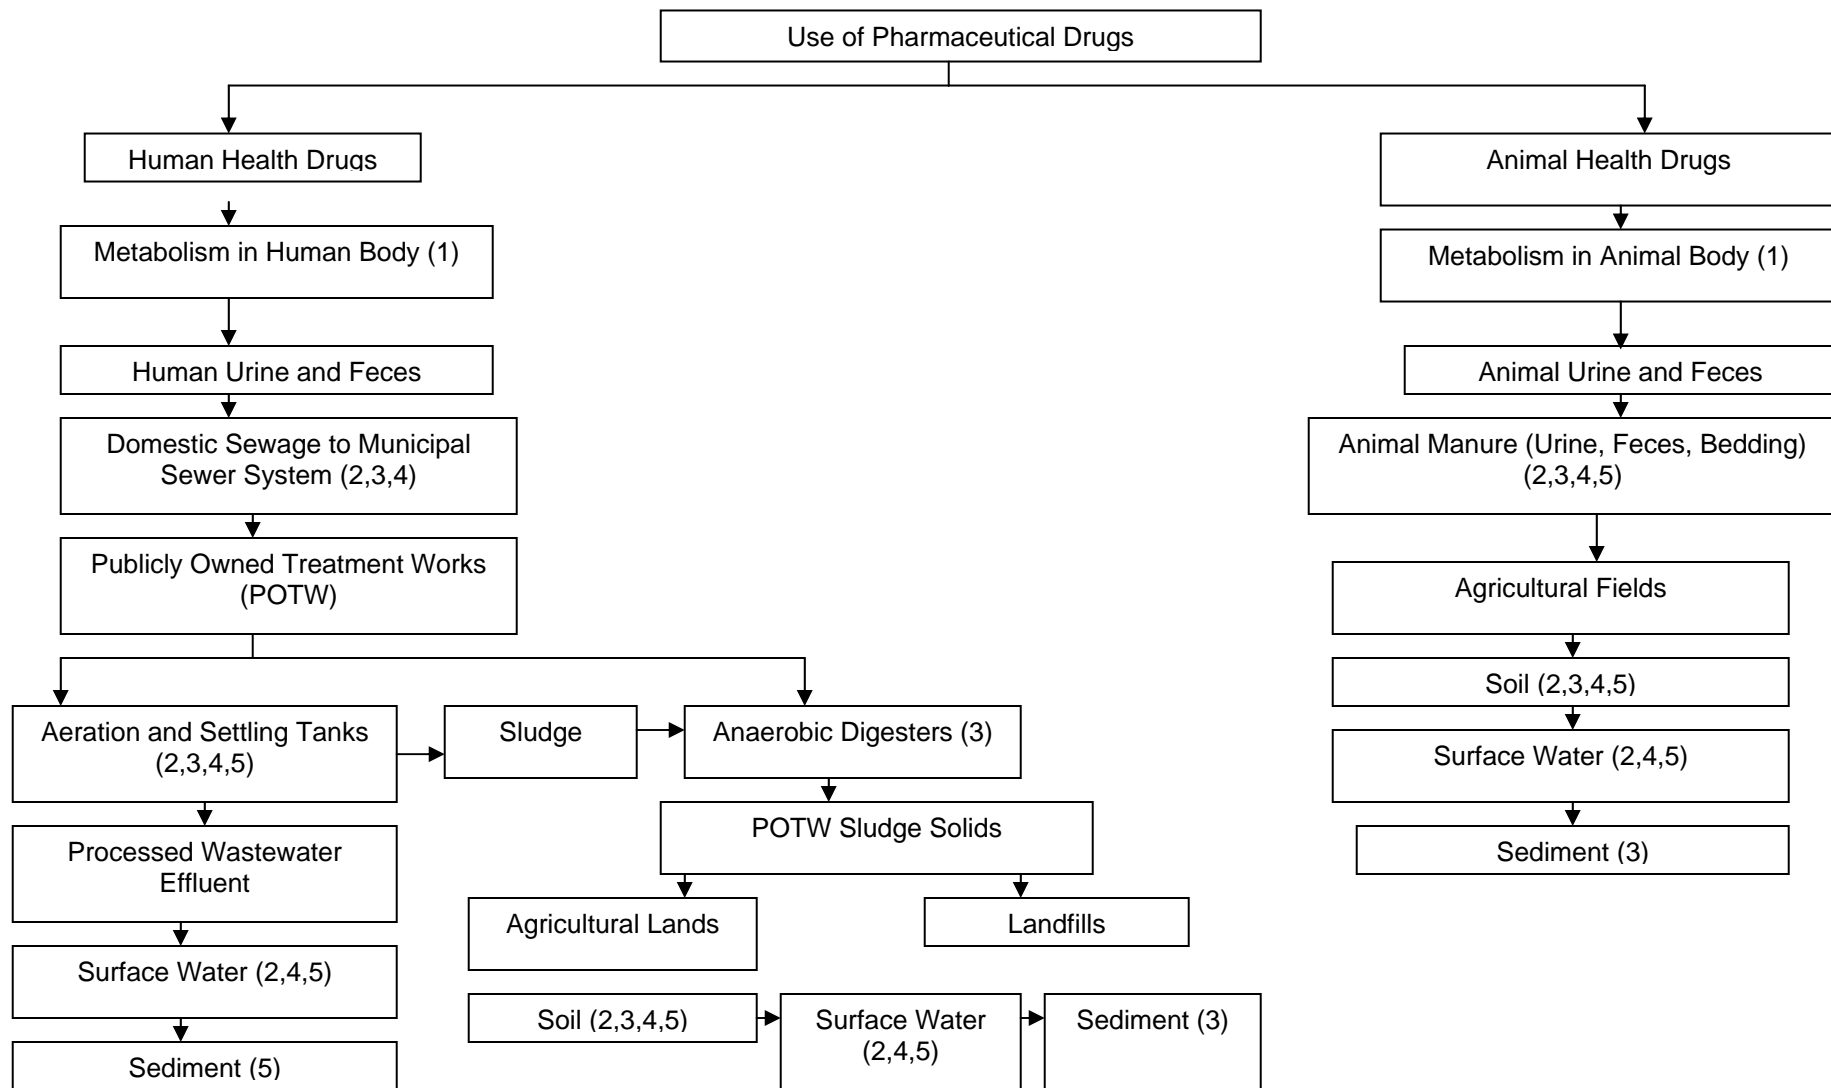 Use of Pharmaceutical Drugs
Human Health Drugs
Animal Health Drugs
Metabolism in Human Body (1)
Metabolism in Animal Body (1)
Human Urine and Feces
Animal Urine and Feces
Domestic Sewage to Municipal
Sewer System (2,3,4)
Animal Manure (Urine, Feces, Bedding)
(2,3,4,5)
Publicly Owned Treatment Works
(POTW)
Agricultural Fields
Soil (2,3,4,5)
Aeration and Settling Tanks
(2,3,4,5)
Sludge
Anaerobic Digesters (3)
Surface Water (2,4,5)
POTW Sludge Solids
Sediment (3)
Processed Wastewater
Effluent
Agricultural Lands
Landfills
Surface Water (2,4,5)
Soil (2,3,4,5)
Surface Water
(2,4,5)
Sediment (3)
Sediment (5)